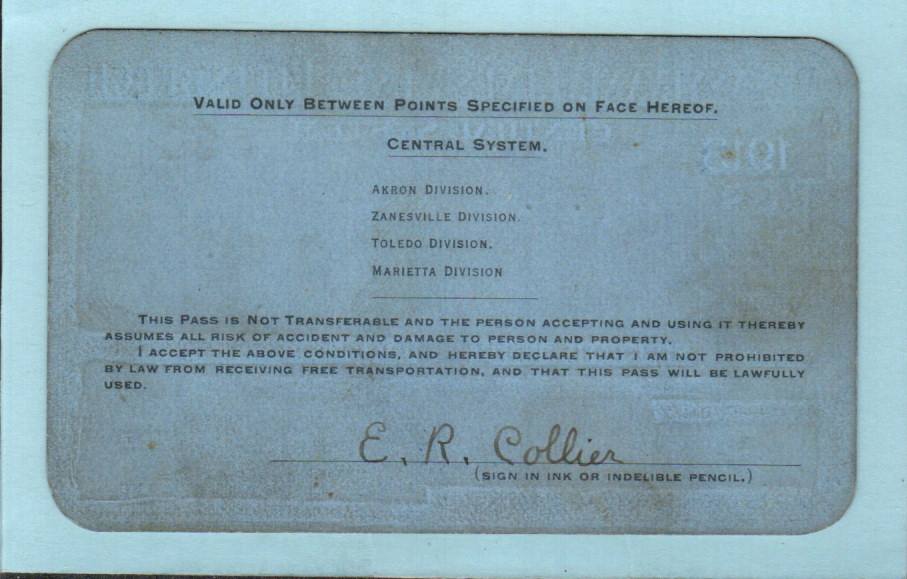 VALID ONLY BETWEEN POINTS SPECIFIED ON FACE HEREOF.
CENTRAL SYSTEM.
AKRON DIVISION.
ZANESVILLE DIVISION.
TOLEDO DIVISION.
MARIETTA DIVISION
THIS PASS IS NOT TRANSFERABLE AND THE PERSON ACCEPTING AND USING IT THEREBY
ASSUMES ALL RISK OF ACCIDENT AND DAMAGE TO PERSON AND PROPERTY.
I ACCEPT THE ABOVE CONDITIONS, AND HEREBY DECLARE THAT I AM NOT PROHIBITED
BY LAW FROM RECEIVING FREE TRANSPORTATION, AND THAT THIS PASS WILL BE LAWFULLY
USED.
E. R. Collier
(SIGN IN INK OR INDELIBLE PENCIL.)